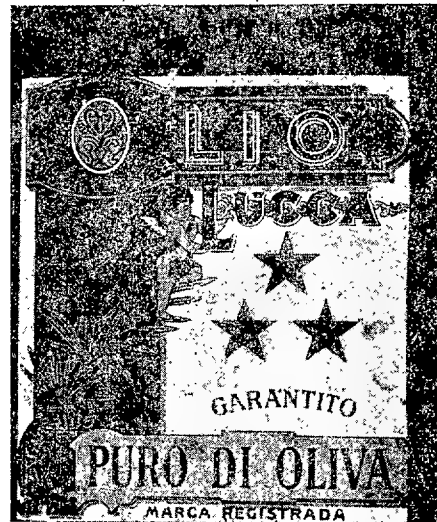 OLIO
LUCCA
GARANTITO
PURO DI OLIVA
MARCA REGISTRADA